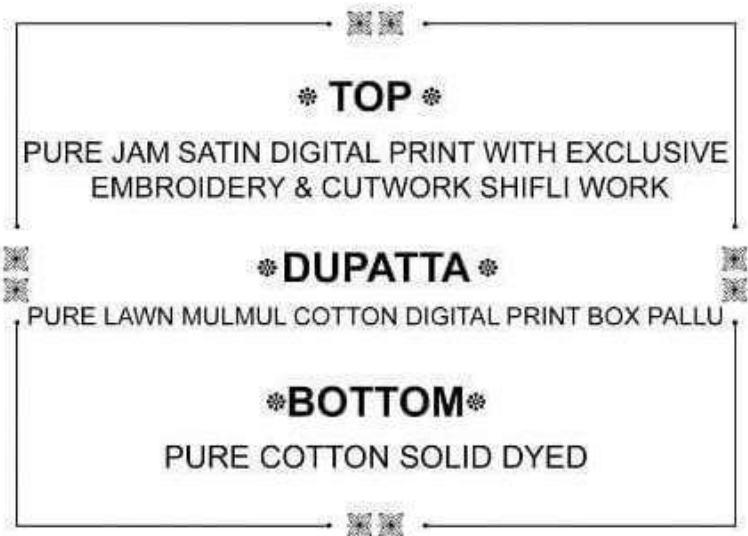 TOP
PURE JAM SATIN DIGITAL PRINT WITH EXCLUSIVE
EMBROIDERY & CUTWORK SHIFLI WORK
DUPATTA
PURE LAWN MULMUL COTTON DIGITAL PRINT BOX PALLU
BOTTOM
PURE COTTON SOLID DYED